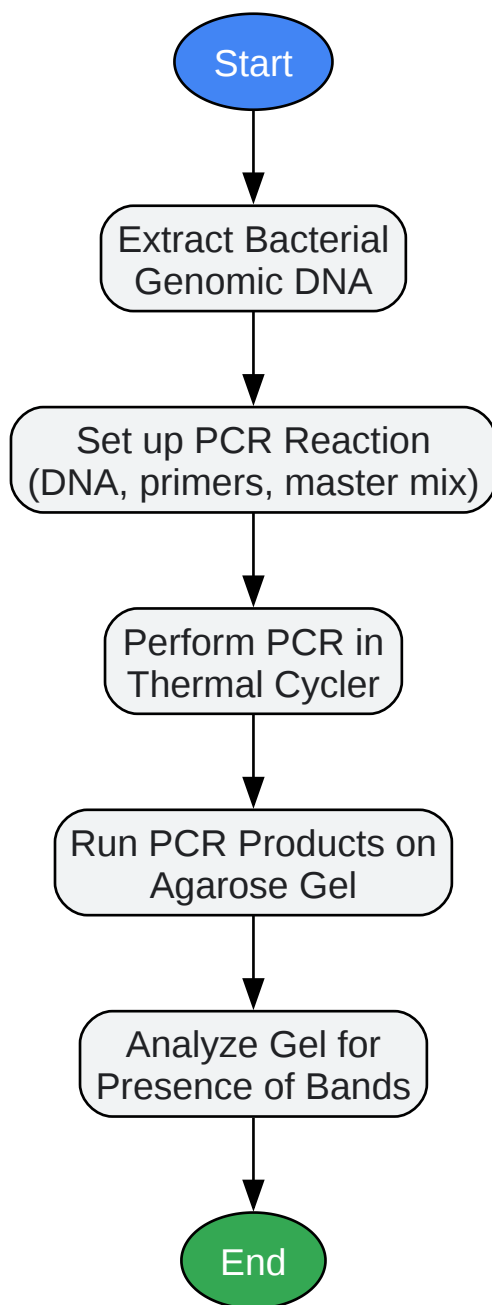 Start
Extract Bacterial
Genomic DNA
Set up PCR Reaction
(DNA, primers, master mix)
Perform PCR in
Thermal Cycler
Run PCR Products on
Agarose Gel
Analyze Gel for
Presence of Bands
End